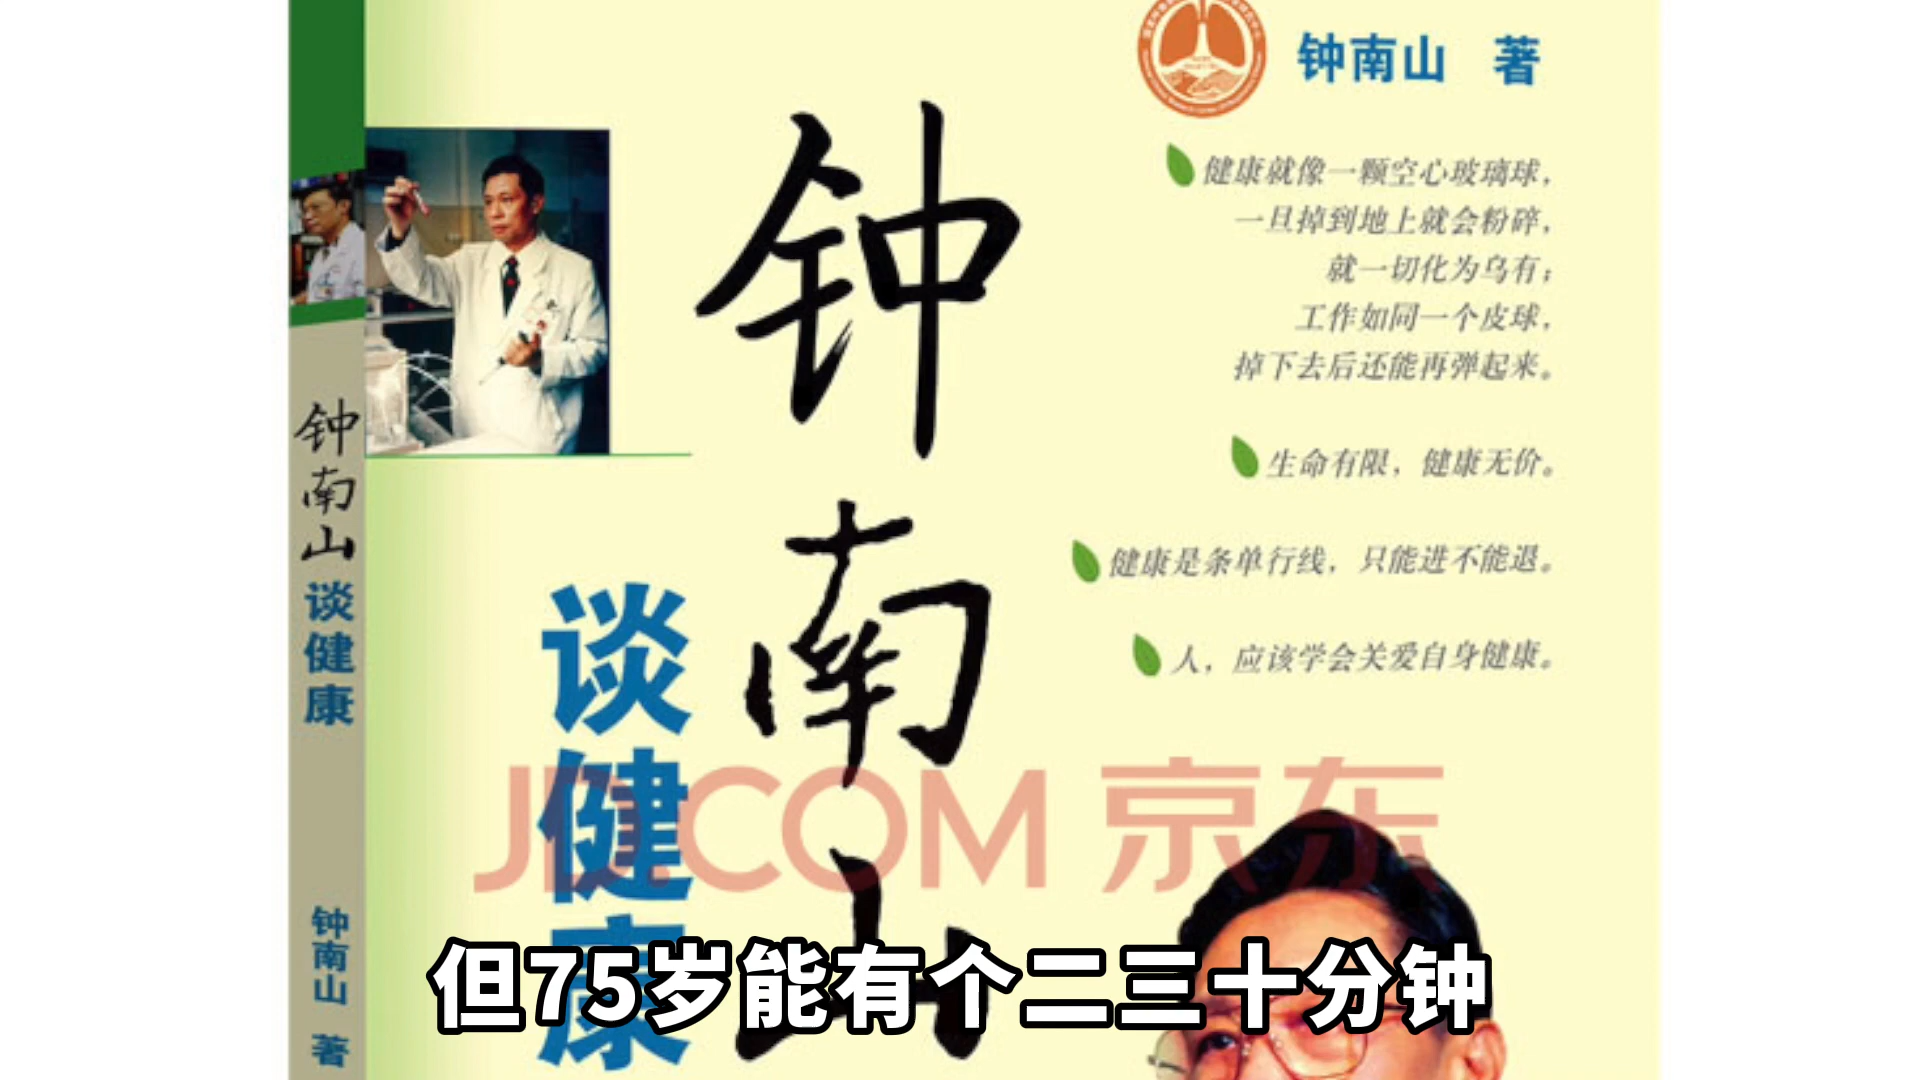 钟南山 著
健康就像一颗空心玻璃球，
一旦掉到地上就会粉碎，
就一切化为乌有；
工作如同一个皮球，
掉下去后还能再弹起来。
生命有限，健康无价。
健康是条单行线，只能进不能退。
人，应该学会关爱自身健康。
钟南山
谈健康
钟南山谈健康
钟南山 著
JD.COM 京东
但75岁能有个二三十分钟